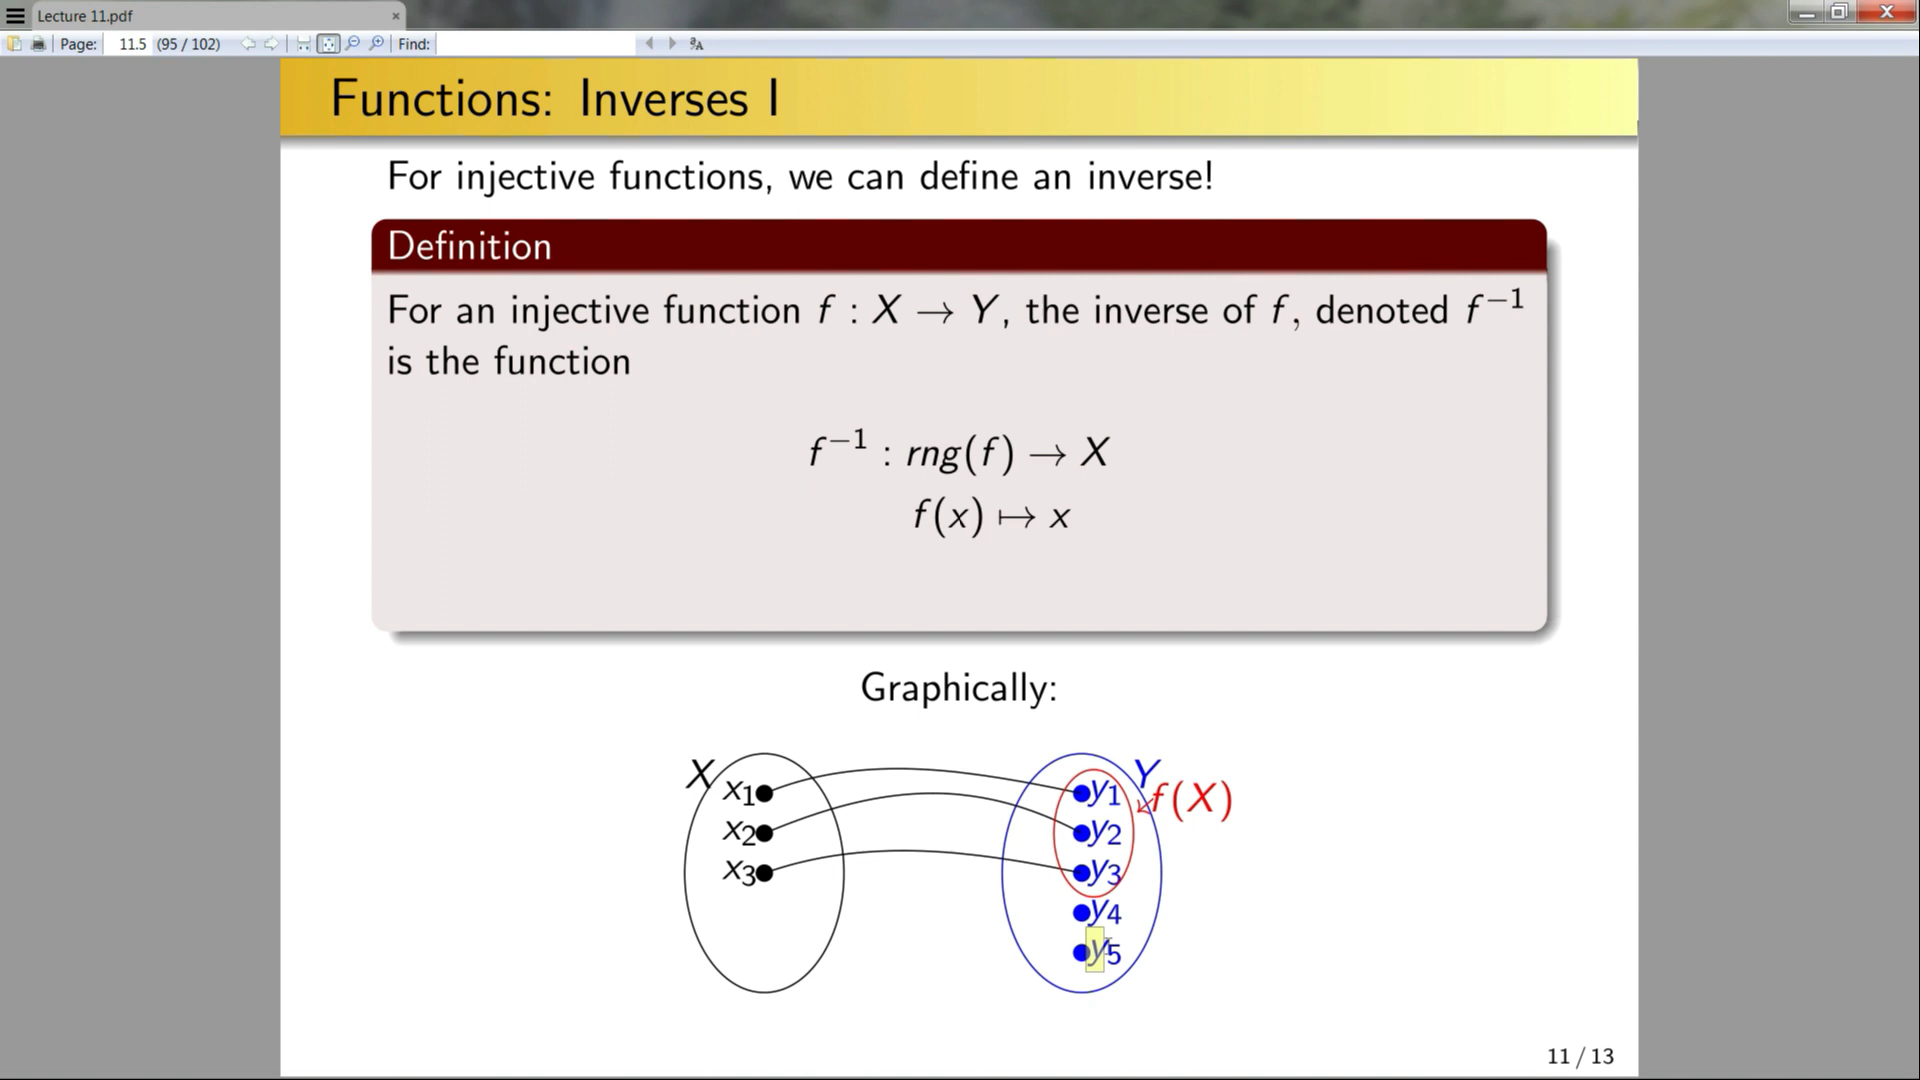 Lecture 11.pdf
Page: 11.5 (95 / 102) Find:
Functions: Inverses I
For injective functions, we can define an inverse!
Definition
For an injective function f : X → Y, the inverse of f, denoted f⁻¹
is the function
f⁻¹ : rng(f) → X
f(x) ↦ x
Graphically:
X Y
x₁ y₁ f(X)
x₂ y₂
x₃ y₃
y₄
y₅
11 / 13